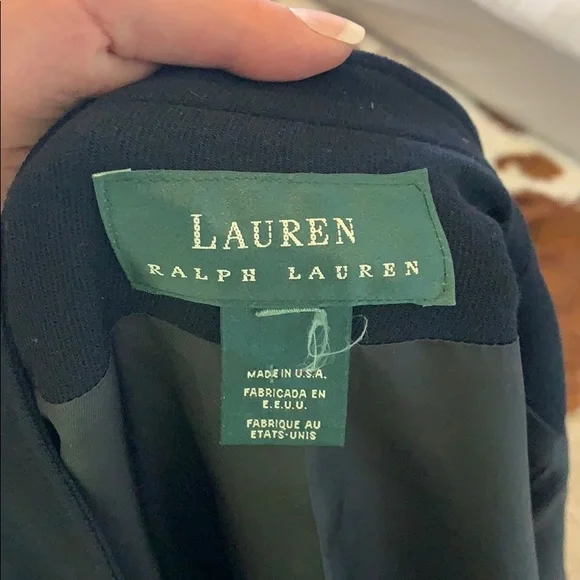 LAUREN
RALPH LAUREN
MADE IN U.S.A.
FABRICADA EN
E.E.U.U.
FABRIQUE AU
ETATS-UNIS